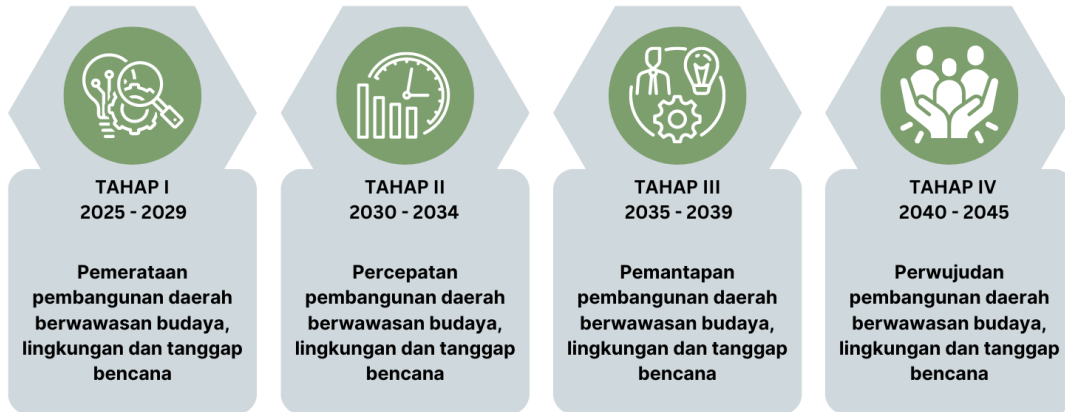 TAHAP I
2025 - 2029
Pemerataan
pembangunan daerah
berwawasan budaya,
lingkungan dan tanggap
bencana
TAHAP II
2030 - 2034
Percepatan
pembangunan daerah
berwawasan budaya,
lingkungan dan tanggap
bencana
TAHAP III
2035 - 2039
Pemantapan
pembangunan daerah
berwawasan budaya,
lingkungan dan tanggap
bencana
TAHAP IV
2040 - 2045
Perwujudan
pembangunan daerah
berwawasan budaya,
lingkungan dan tanggap
bencana